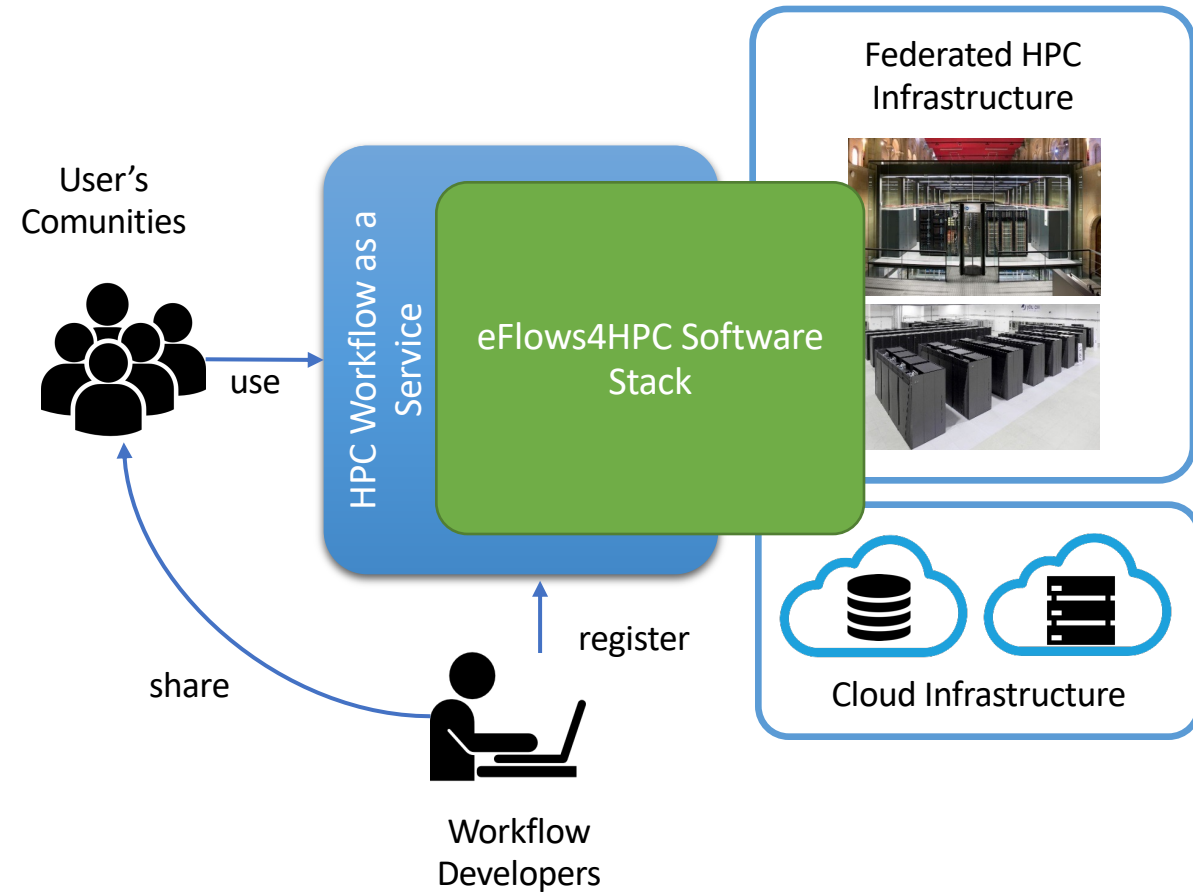 Federated HPC
Infrastructure
User's
Comunities
HPC Workflow as a
Service
eFlows4HPC Software
Stack
use
register
share
Cloud Infrastructure
Workflow
Developers